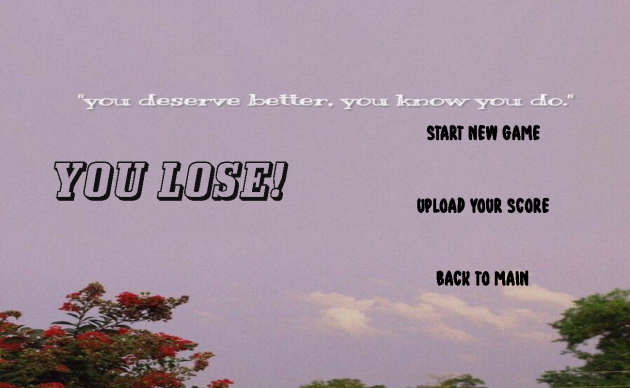 "you deserve better. you know you do."
START NEW GAME
YOU LOSE!
UPLOAD YOUR SCORE
BACK TO MAIN